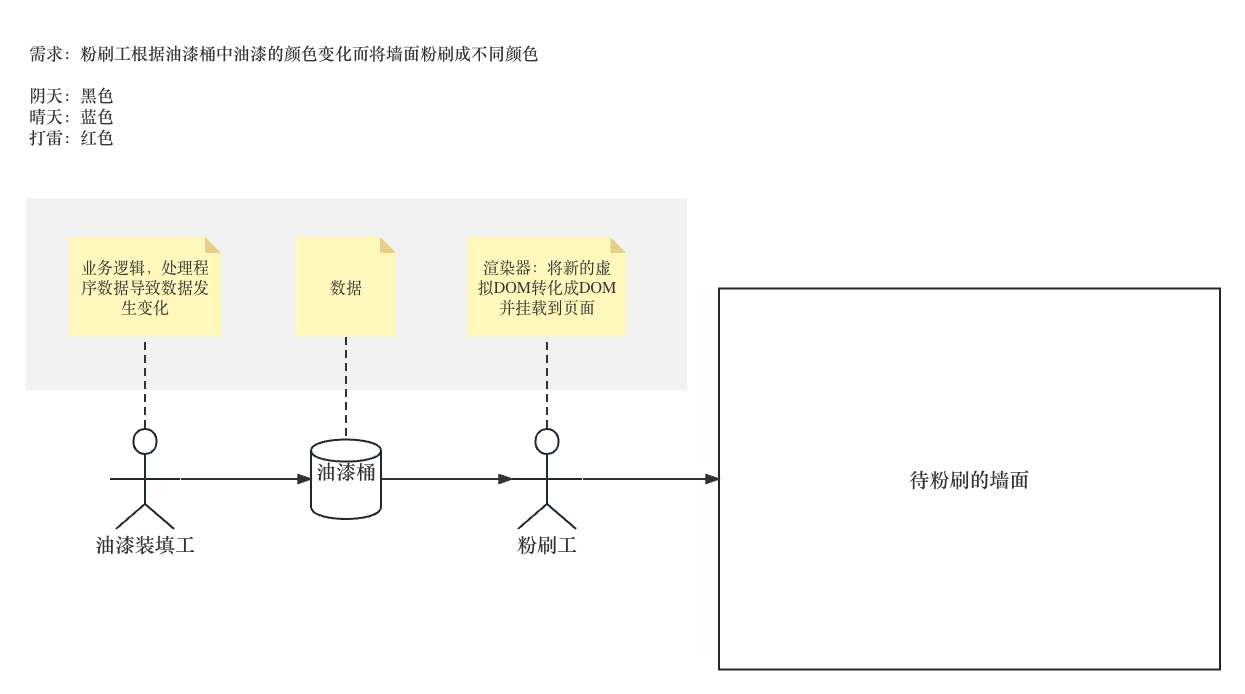 需求：粉刷工根据油漆桶中油漆的颜色变化而将墙面粉刷成不同颜色
阴天：黑色
晴天：蓝色
打雷：红色
业务逻辑，处理程
序数据导致数据发
生变化
数据
渲染器：将新的虚
拟DOM转化成DOM
并挂载到页面
油漆桶
待粉刷的墙面
油漆装填工
粉刷工